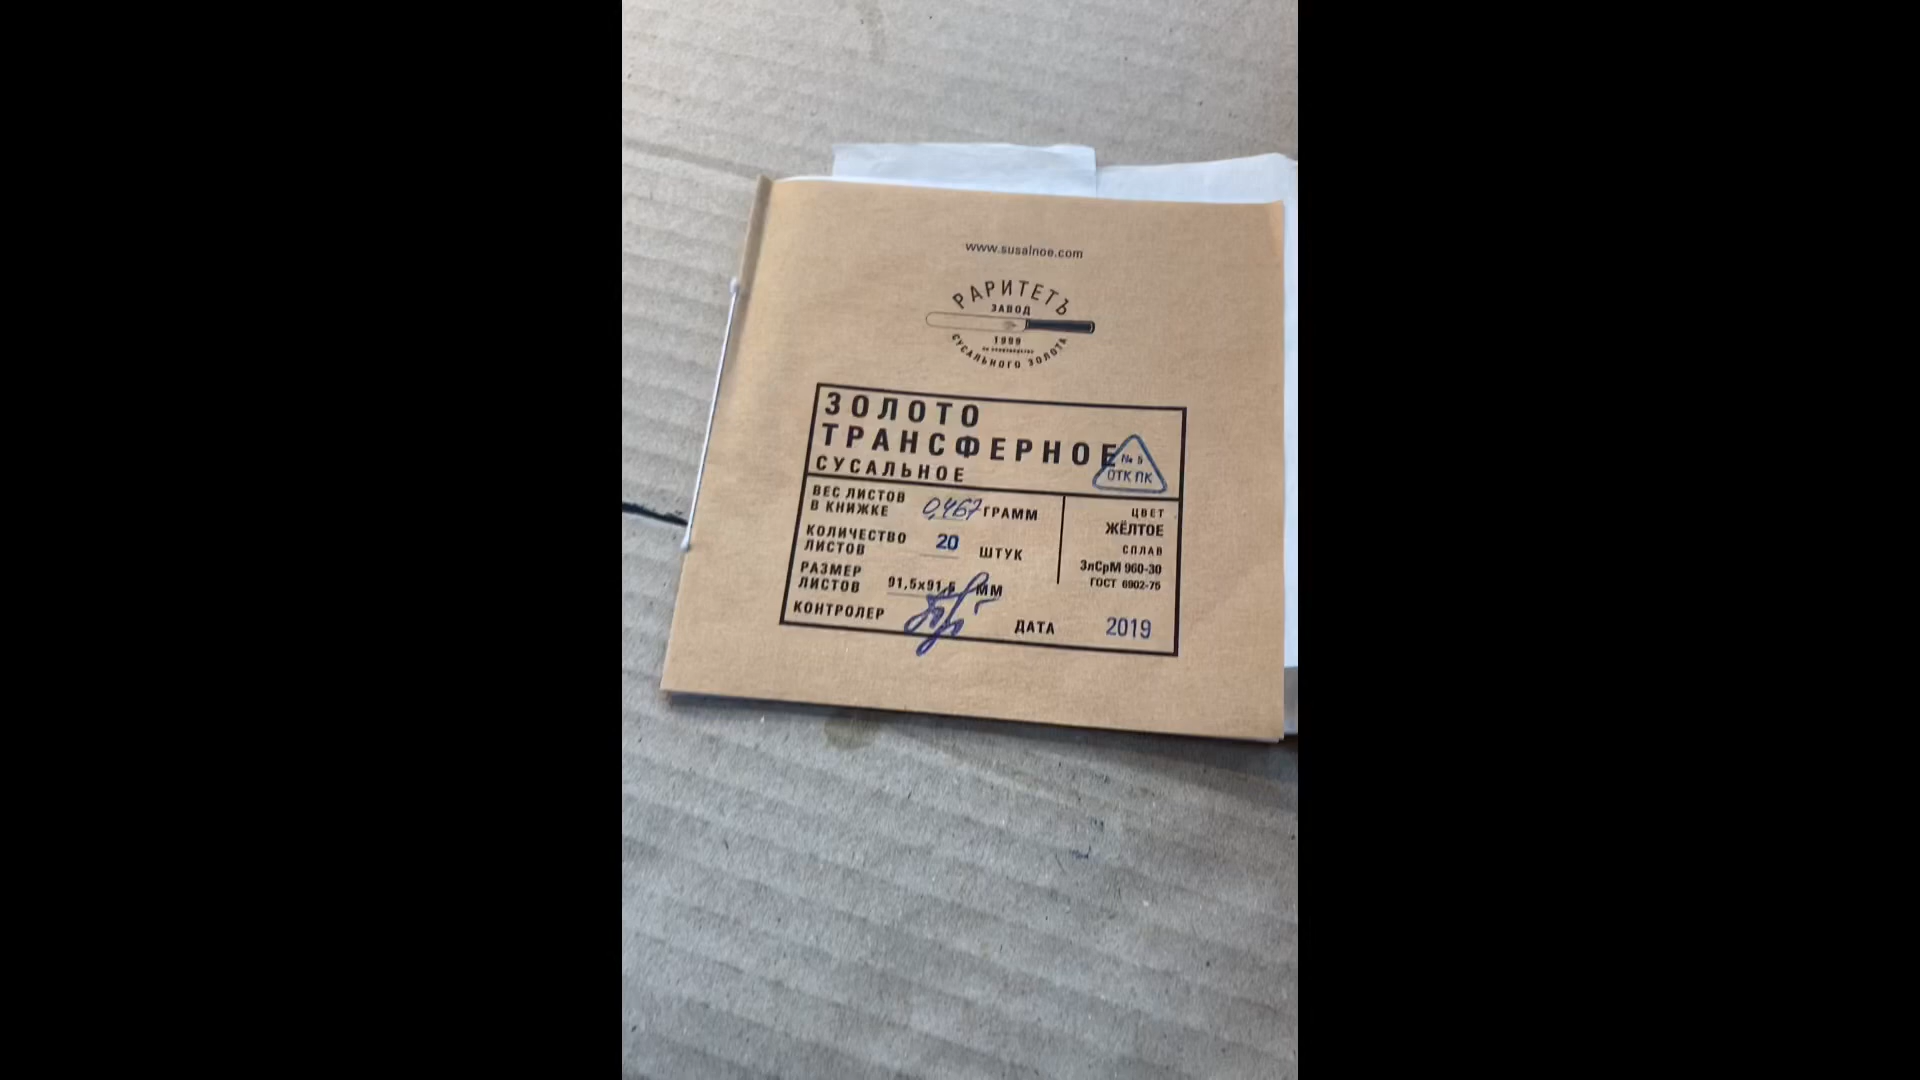 www.susalnoe.com
РАРИТЕТЪ
ЗАВОД
1999
СУСАЛЬНОГО ЗОЛОТА
ЗОЛОТО
ТРАНСФЕРНОЕ
СУСАЛЬНОЕ
№ 5
ОТК ПК
ВЕС ЛИСТОВ
В КНИЖКЕ 0,467 ГРАММ
КОЛИЧЕСТВО
ЛИСТОВ 20 ШТУК
РАЗМЕР
ЛИСТОВ 91,5х91,5 ММ
КОНТРОЛЕР
ЦВЕТ
ЖЁЛТОЕ
СПЛАВ
ЗлСрМ 960-30
ГОСТ 6902-75
ДАТА 2019